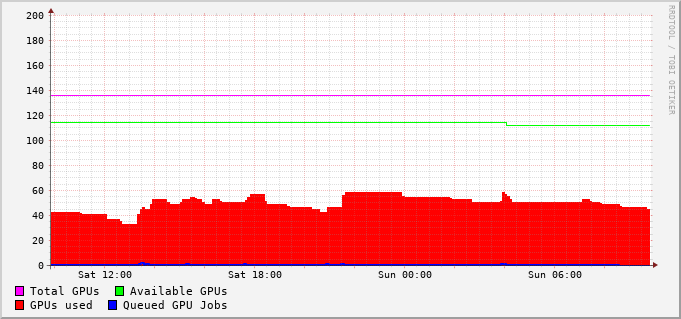 200
180
160
140
120
100
80
60
40
20
0
Sat 12:00 Sat 18:00 Sun 00:00 Sun 06:00
Total GPUs Available GPUs
GPUs used Queued GPU Jobs
RRDTOOL / TOBI OETIKER